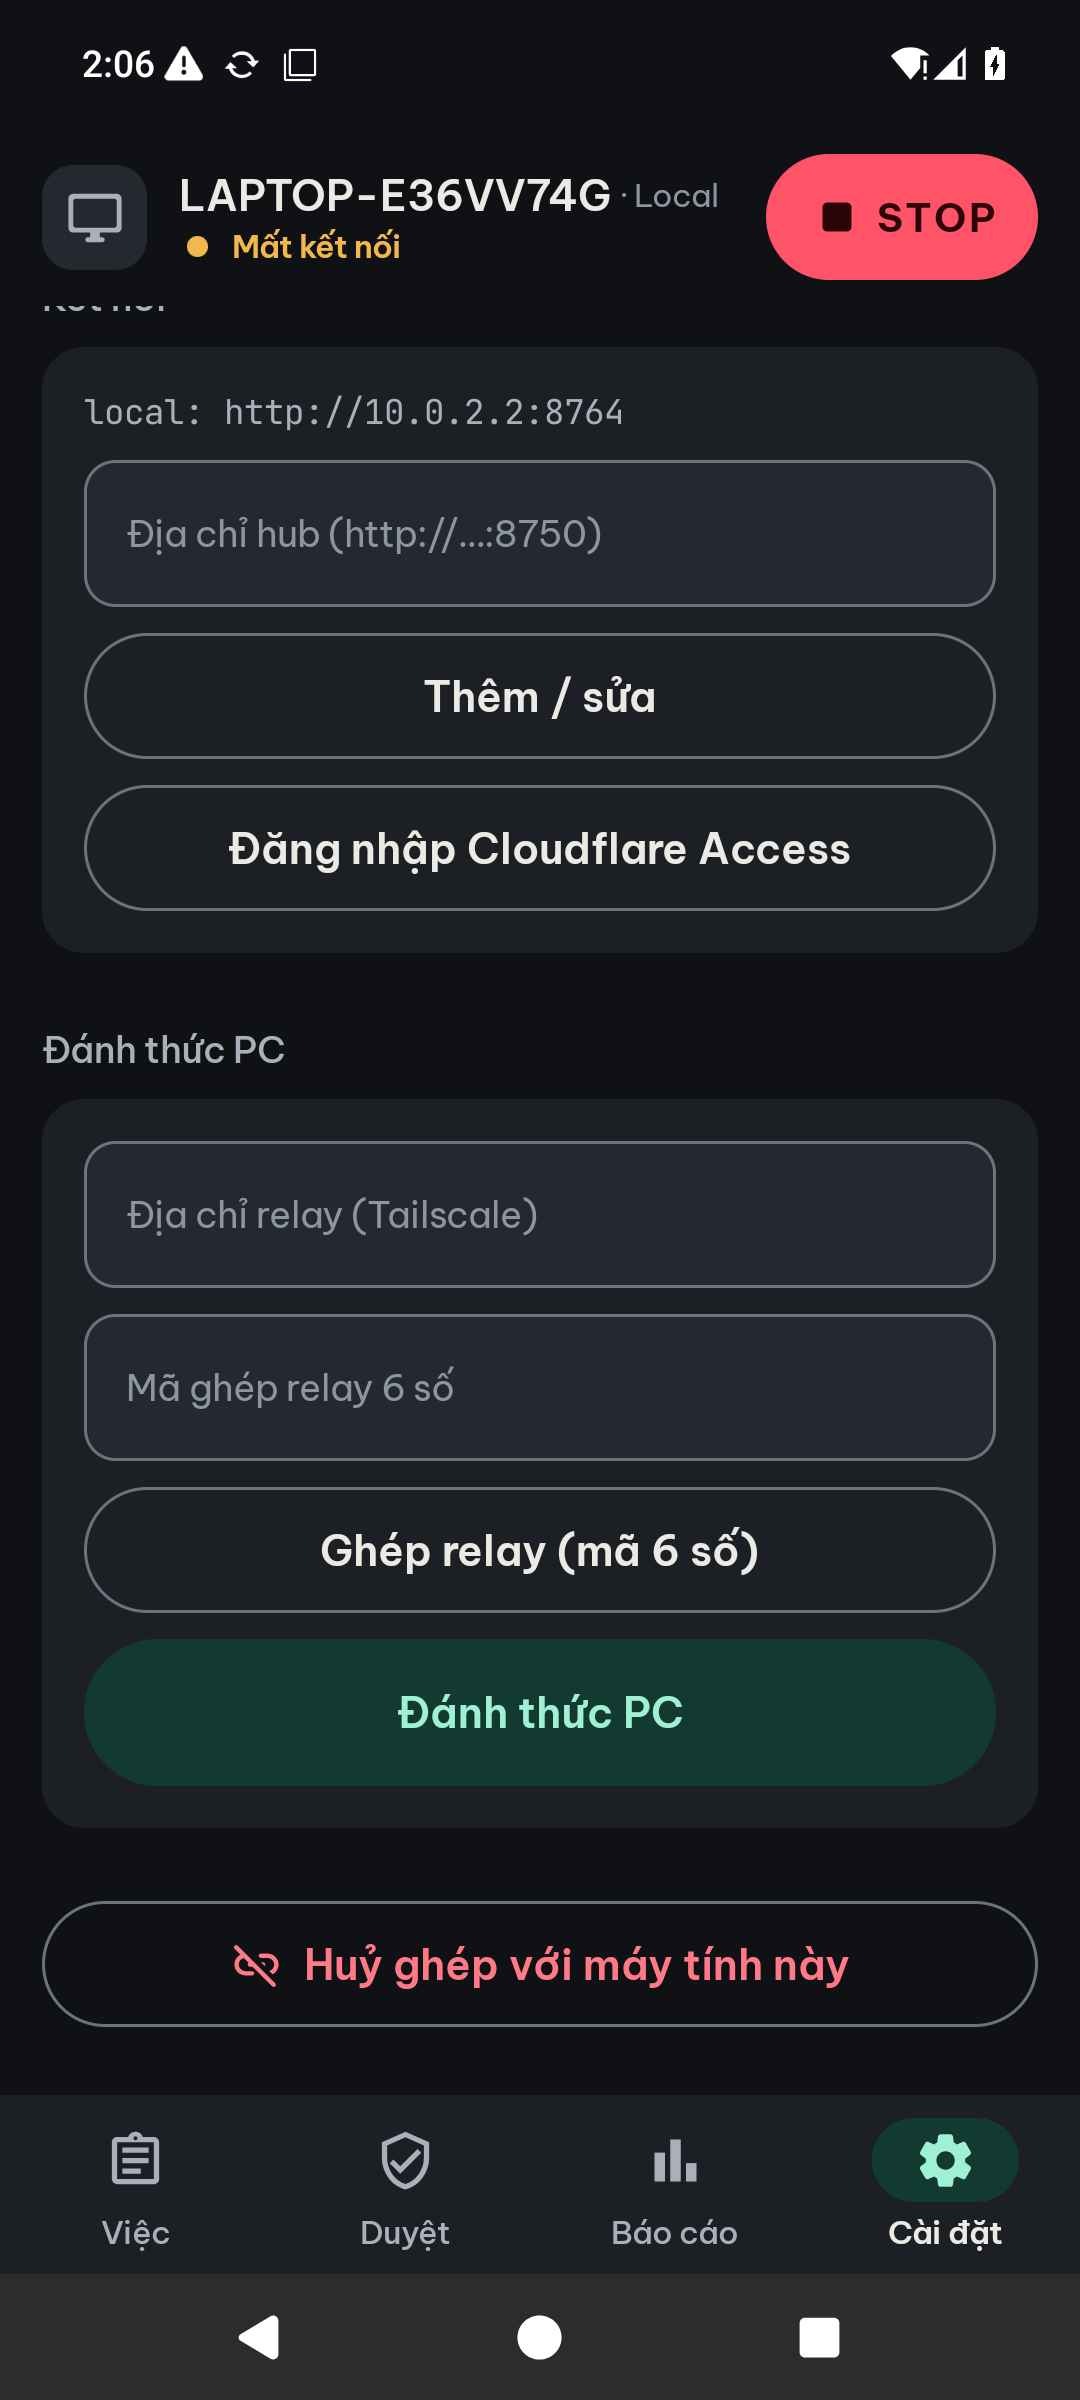 2:06
LAPTOP-E36VV74G · Local
Mất kết nối
STOP
Kết nối
local: http://10.0.2.2:8764
Địa chỉ hub (http://...:8750)
Thêm / sửa
Đăng nhập Cloudflare Access
Đánh thức PC
Địa chỉ relay (Tailscale)
Mã ghép relay 6 số
Ghép relay (mã 6 số)
Đánh thức PC
Huỷ ghép với máy tính này
Việc
Duyệt
Báo cáo
Cài đặt